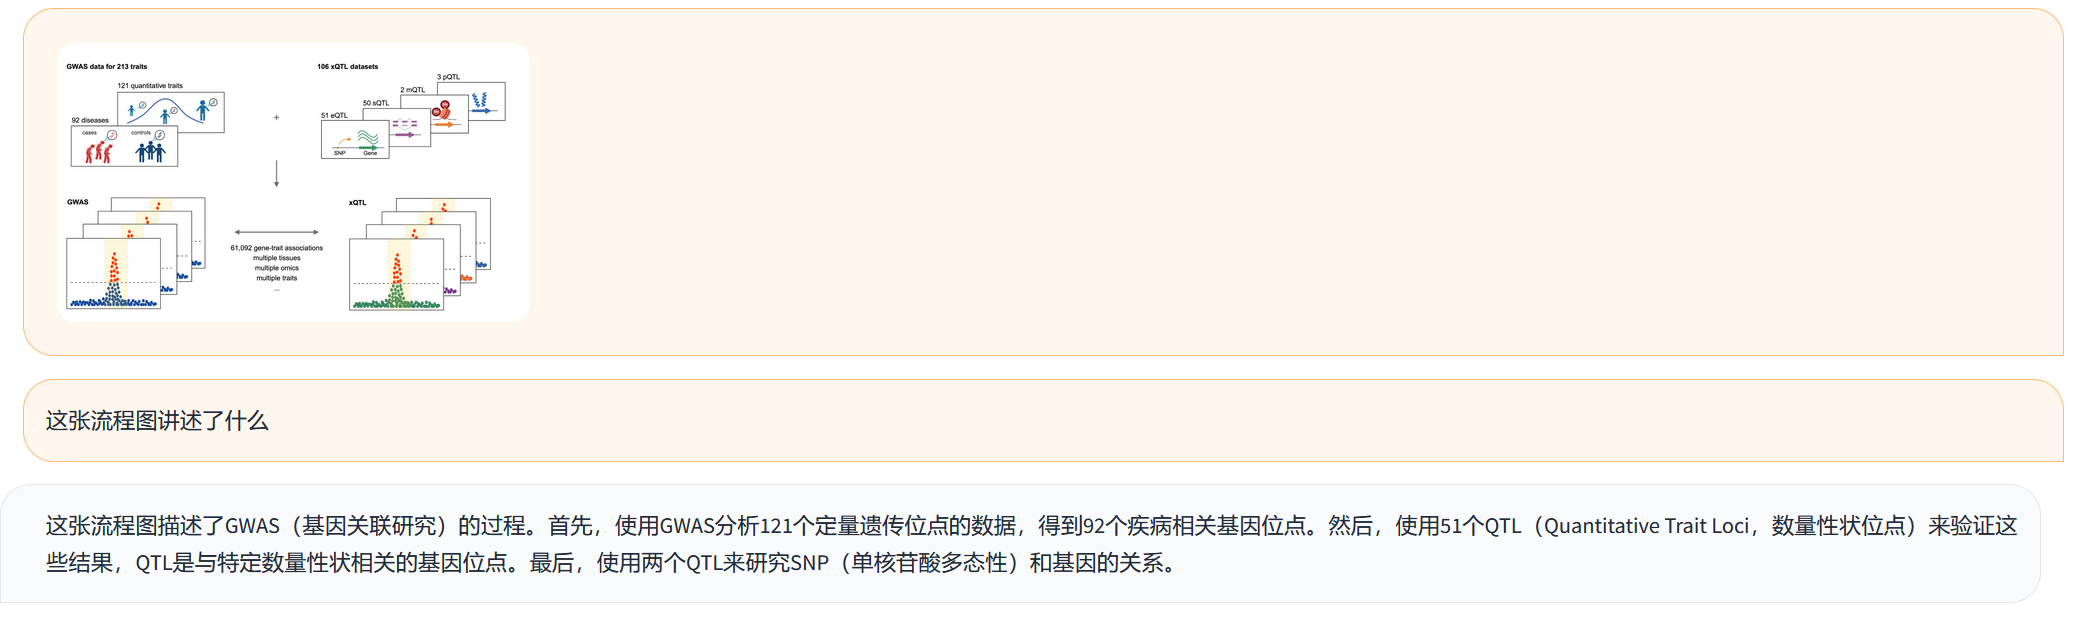 GWAS data for 213 traits
121 quantitative traits
92 diseases
cases
controls
+
106 xQTL datasets
3 pQTL
2 mQTL
50 sQTL
51 eQTL
SNP
Gene
GWAS
61,092 gene-trait associations
multiple tissues
multiple omics
multiple traits
...
xQTL
这张流程图讲述了什么
这张流程图描述了GWAS（基因关联研究）的过程。首先，使用GWAS分析121个定量遗传位点的数据，得到92个疾病相关基因位点。然后，使用51个QTL（Quantitative Trait Loci，数量性状位点）来验证这
些结果，QTL是与特定数量性状相关的基因位点。最后，使用两个QTL来研究SNP（单核苷酸多态性）和基因的关系。